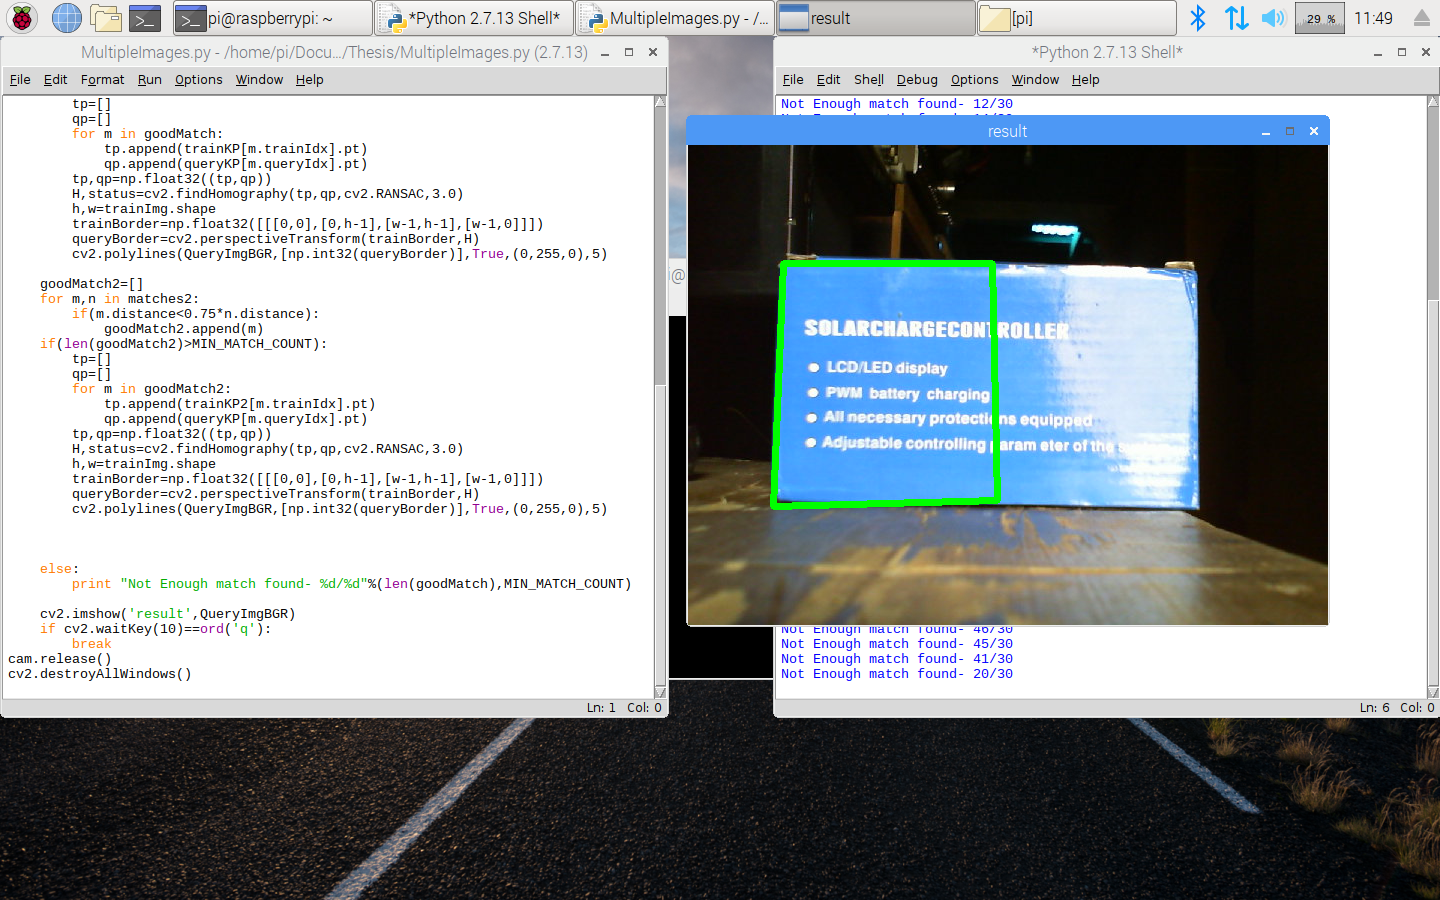 pi@raspberrypi: ~
*Python 2.7.13 Shell*
MultipleImages.py - /...
result
[pi]
29 %
11:49
MultipleImages.py - /home/pi/Docu.../Thesis/MultipleImages.py (2.7.13)
File Edit Format Run Options Window Help
        tp=[]
        qp=[]
        for m in goodMatch:
            tp.append(trainKP[m.trainIdx].pt)
            qp.append(queryKP[m.queryIdx].pt)
        tp,qp=np.float32((tp,qp))
        H,status=cv2.findHomography(tp,qp,cv2.RANSAC,3.0)
        h,w=trainImg.shape
        trainBorder=np.float32([[[0,0],[0,h-1],[w-1,h-1],[w-1,0]]])
        queryBorder=cv2.perspectiveTransform(trainBorder,H)
        cv2.polylines(QueryImgBGR,[np.int32(queryBorder)],True,(0,255,0),5)
    goodMatch2=[]
    for m,n in matches2:
        if(m.distance<0.75*n.distance):
            goodMatch2.append(m)
    if(len(goodMatch2)>MIN_MATCH_COUNT):
        tp=[]
        qp=[]
        for m in goodMatch2:
            tp.append(trainKP2[m.trainIdx].pt)
            qp.append(queryKP[m.queryIdx].pt)
        tp,qp=np.float32((tp,qp))
        H,status=cv2.findHomography(tp,qp,cv2.RANSAC,3.0)
        h,w=trainImg.shape
        trainBorder=np.float32([[[0,0],[0,h-1],[w-1,h-1],[w-1,0]]])
        queryBorder=cv2.perspectiveTransform(trainBorder,H)
        cv2.polylines(QueryImgBGR,[np.int32(queryBorder)],True,(0,255,0),5)
    else:
        print "Not Enough match found- %d/%d"%(len(goodMatch),MIN_MATCH_COUNT)
    cv2.imshow('result',QueryImgBGR)
    if cv2.waitKey(10)==ord('q'):
        break
cam.release()
cv2.destroyAllWindows()
Ln: 1 Col: 0
*Python 2.7.13 Shell*
File Edit Shell Debug Options Window Help
Not Enough match found- 12/30
result
SOLARCHARGECONTROLLER
LCD/LED display
PWM battery charging
All necessary protections equipped
Adjustable controlling param eter of the
Not Enough match found- 46/30
Not Enough match found- 45/30
Not Enough match found- 41/30
Not Enough match found- 20/30
Ln: 6 Col: 0